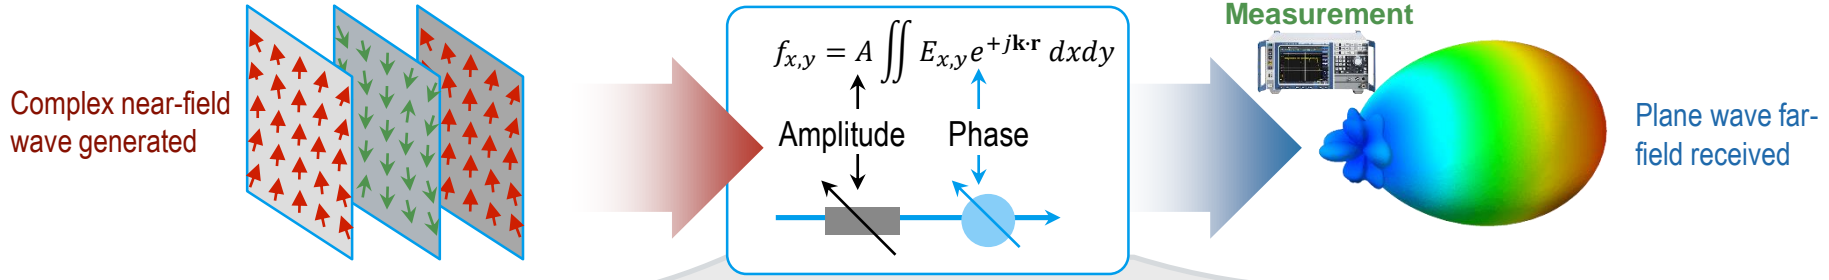 Measurement
f_{x,y} = A ∬ E_{x,y}e^{+j𝐤·𝐫} dxdy
Complex near-field
wave generated
Amplitude
Phase
Plane wave far-
field received